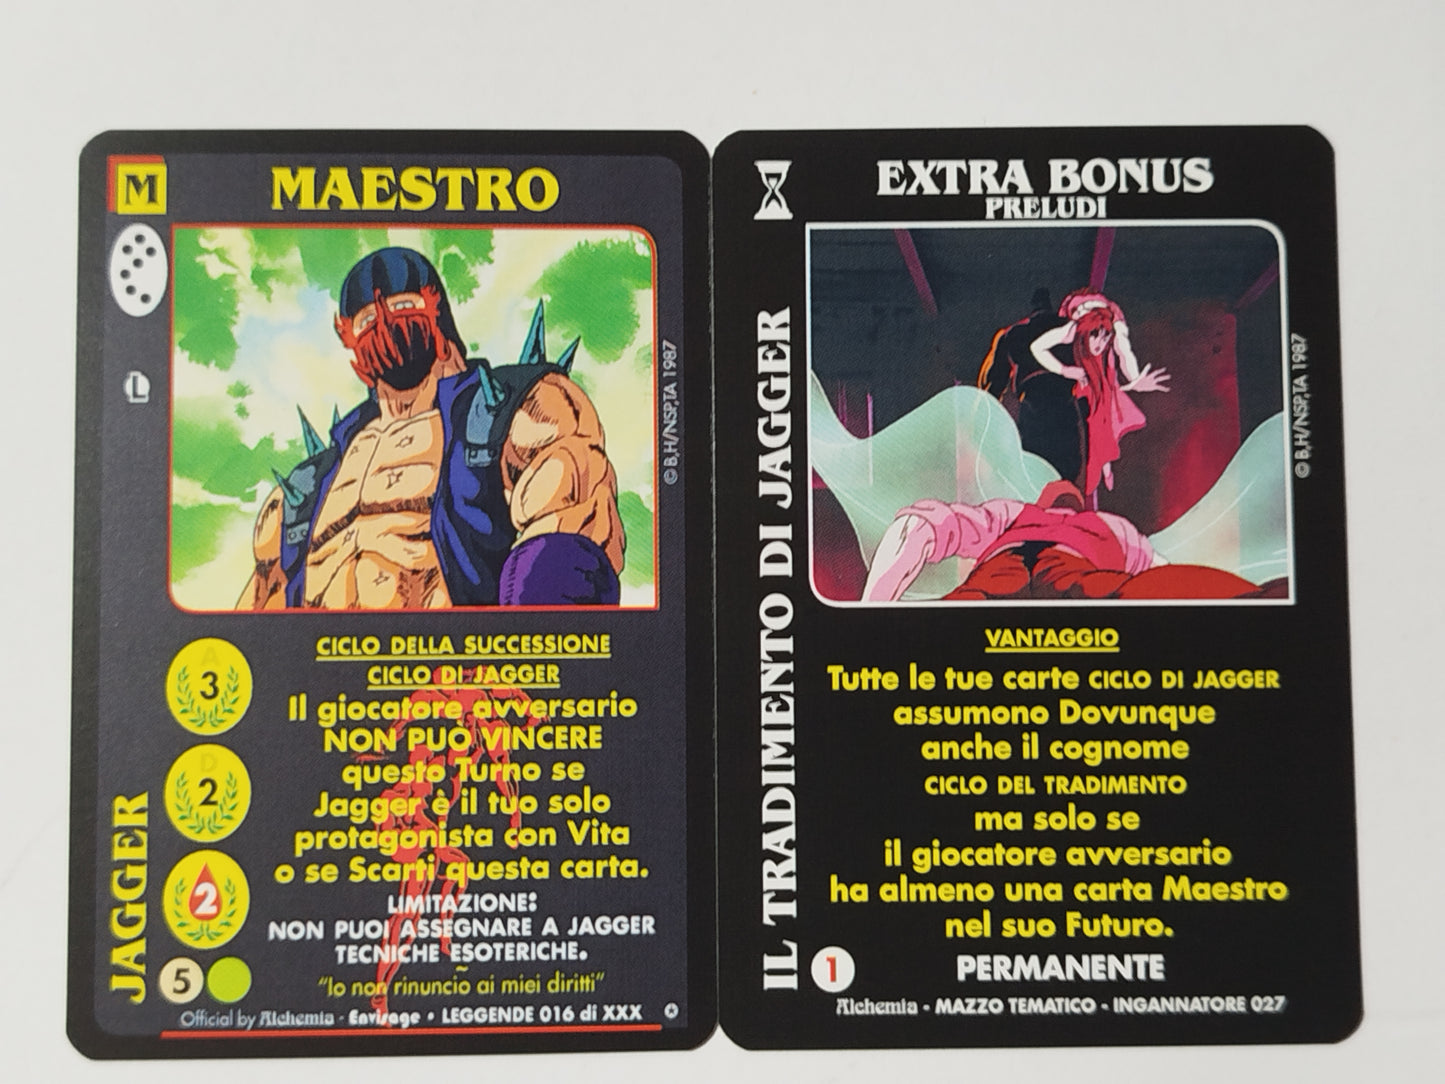 M
MAESTRO
L
© B,H/NSP,TA 1987
JAGGER
A
3
D
2
2
5
CICLO DELLA SUCCESSIONE
CICLO DI JAGGER
Il giocatore avversario
NON PUÒ VINCERE
questo Turno se
Jagger è il tuo solo
protagonista con Vita
o se Scarti questa carta.
LIMITAZIONE:
NON PUOI ASSEGNARE A JAGGER
TECNICHE ESOTERICHE.
"Io non rinuncio ai miei diritti"
Official by Alchemia - Envisage • LEGGENDE 016 di XXX
EXTRA BONUS
PRELUDI
© B,H/NSP,TA 1987
IL TRADIMENTO DI JAGGER
VANTAGGIO
Tutte le tue carte CICLO DI JAGGER
assumono Dovunque
anche il cognome
CICLO DEL TRADIMENTO
ma solo se
il giocatore avversario
ha almeno una carta Maestro
nel suo Futuro.
1
PERMANENTE
Alchemia - MAZZO TEMATICO - INGANNATORE 027